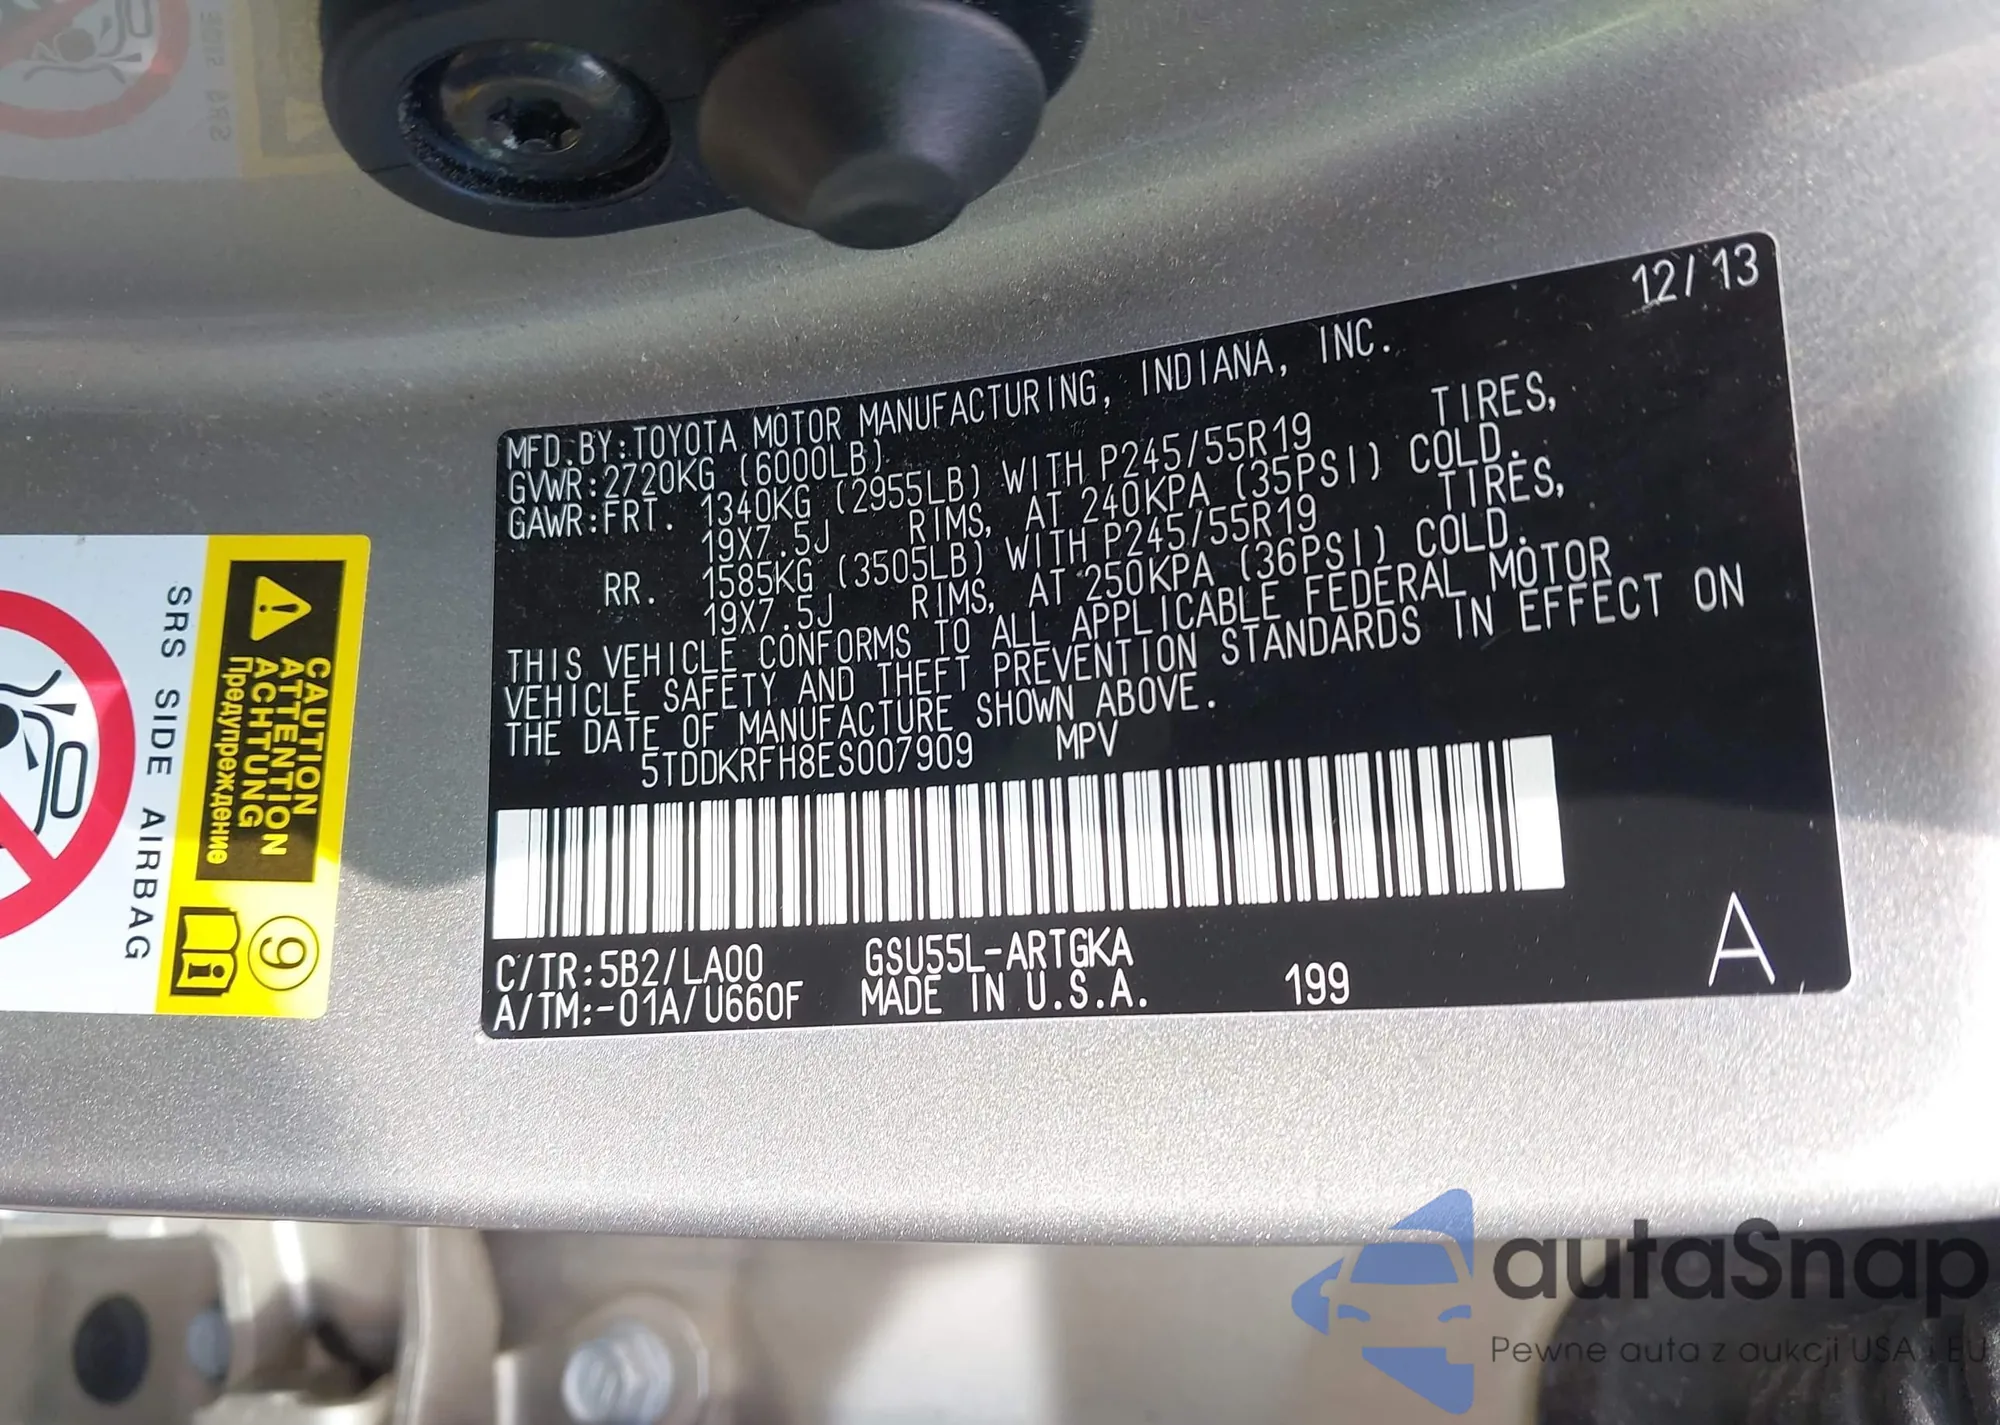 12/13
MFD.BY:TOYOTA MOTOR MANUFACTURING, INDIANA, INC.
GVWR:2720KG (6000LB)
GAWR:FRT. 1340KG (2955LB) WITH P245/55R19 TIRES,
19X7.5J RIMS, AT 240KPA (35PSI) COLD.
RR. 1585KG (3505LB) WITH P245/55R19 TIRES,
19X7.5J RIMS, AT 250KPA (36PSI) COLD.
THIS VEHICLE CONFORMS TO ALL APPLICABLE FEDERAL MOTOR
VEHICLE SAFETY AND THEFT PREVENTION STANDARDS IN EFFECT ON
THE DATE OF MANUFACTURE SHOWN ABOVE.
5TDDKRFH8ES007909 MPV
C/TR:5B2/LA00 GSU55L-ARTGKA
A/TM:-01A/U660F MADE IN U.S.A. 199
A
CAUTION
ATTENTION
ACHTUNG
Предупреждение
9
SRS SIDE AIRBAG
autaSnap
Pewne auta z aukcji USA i EU